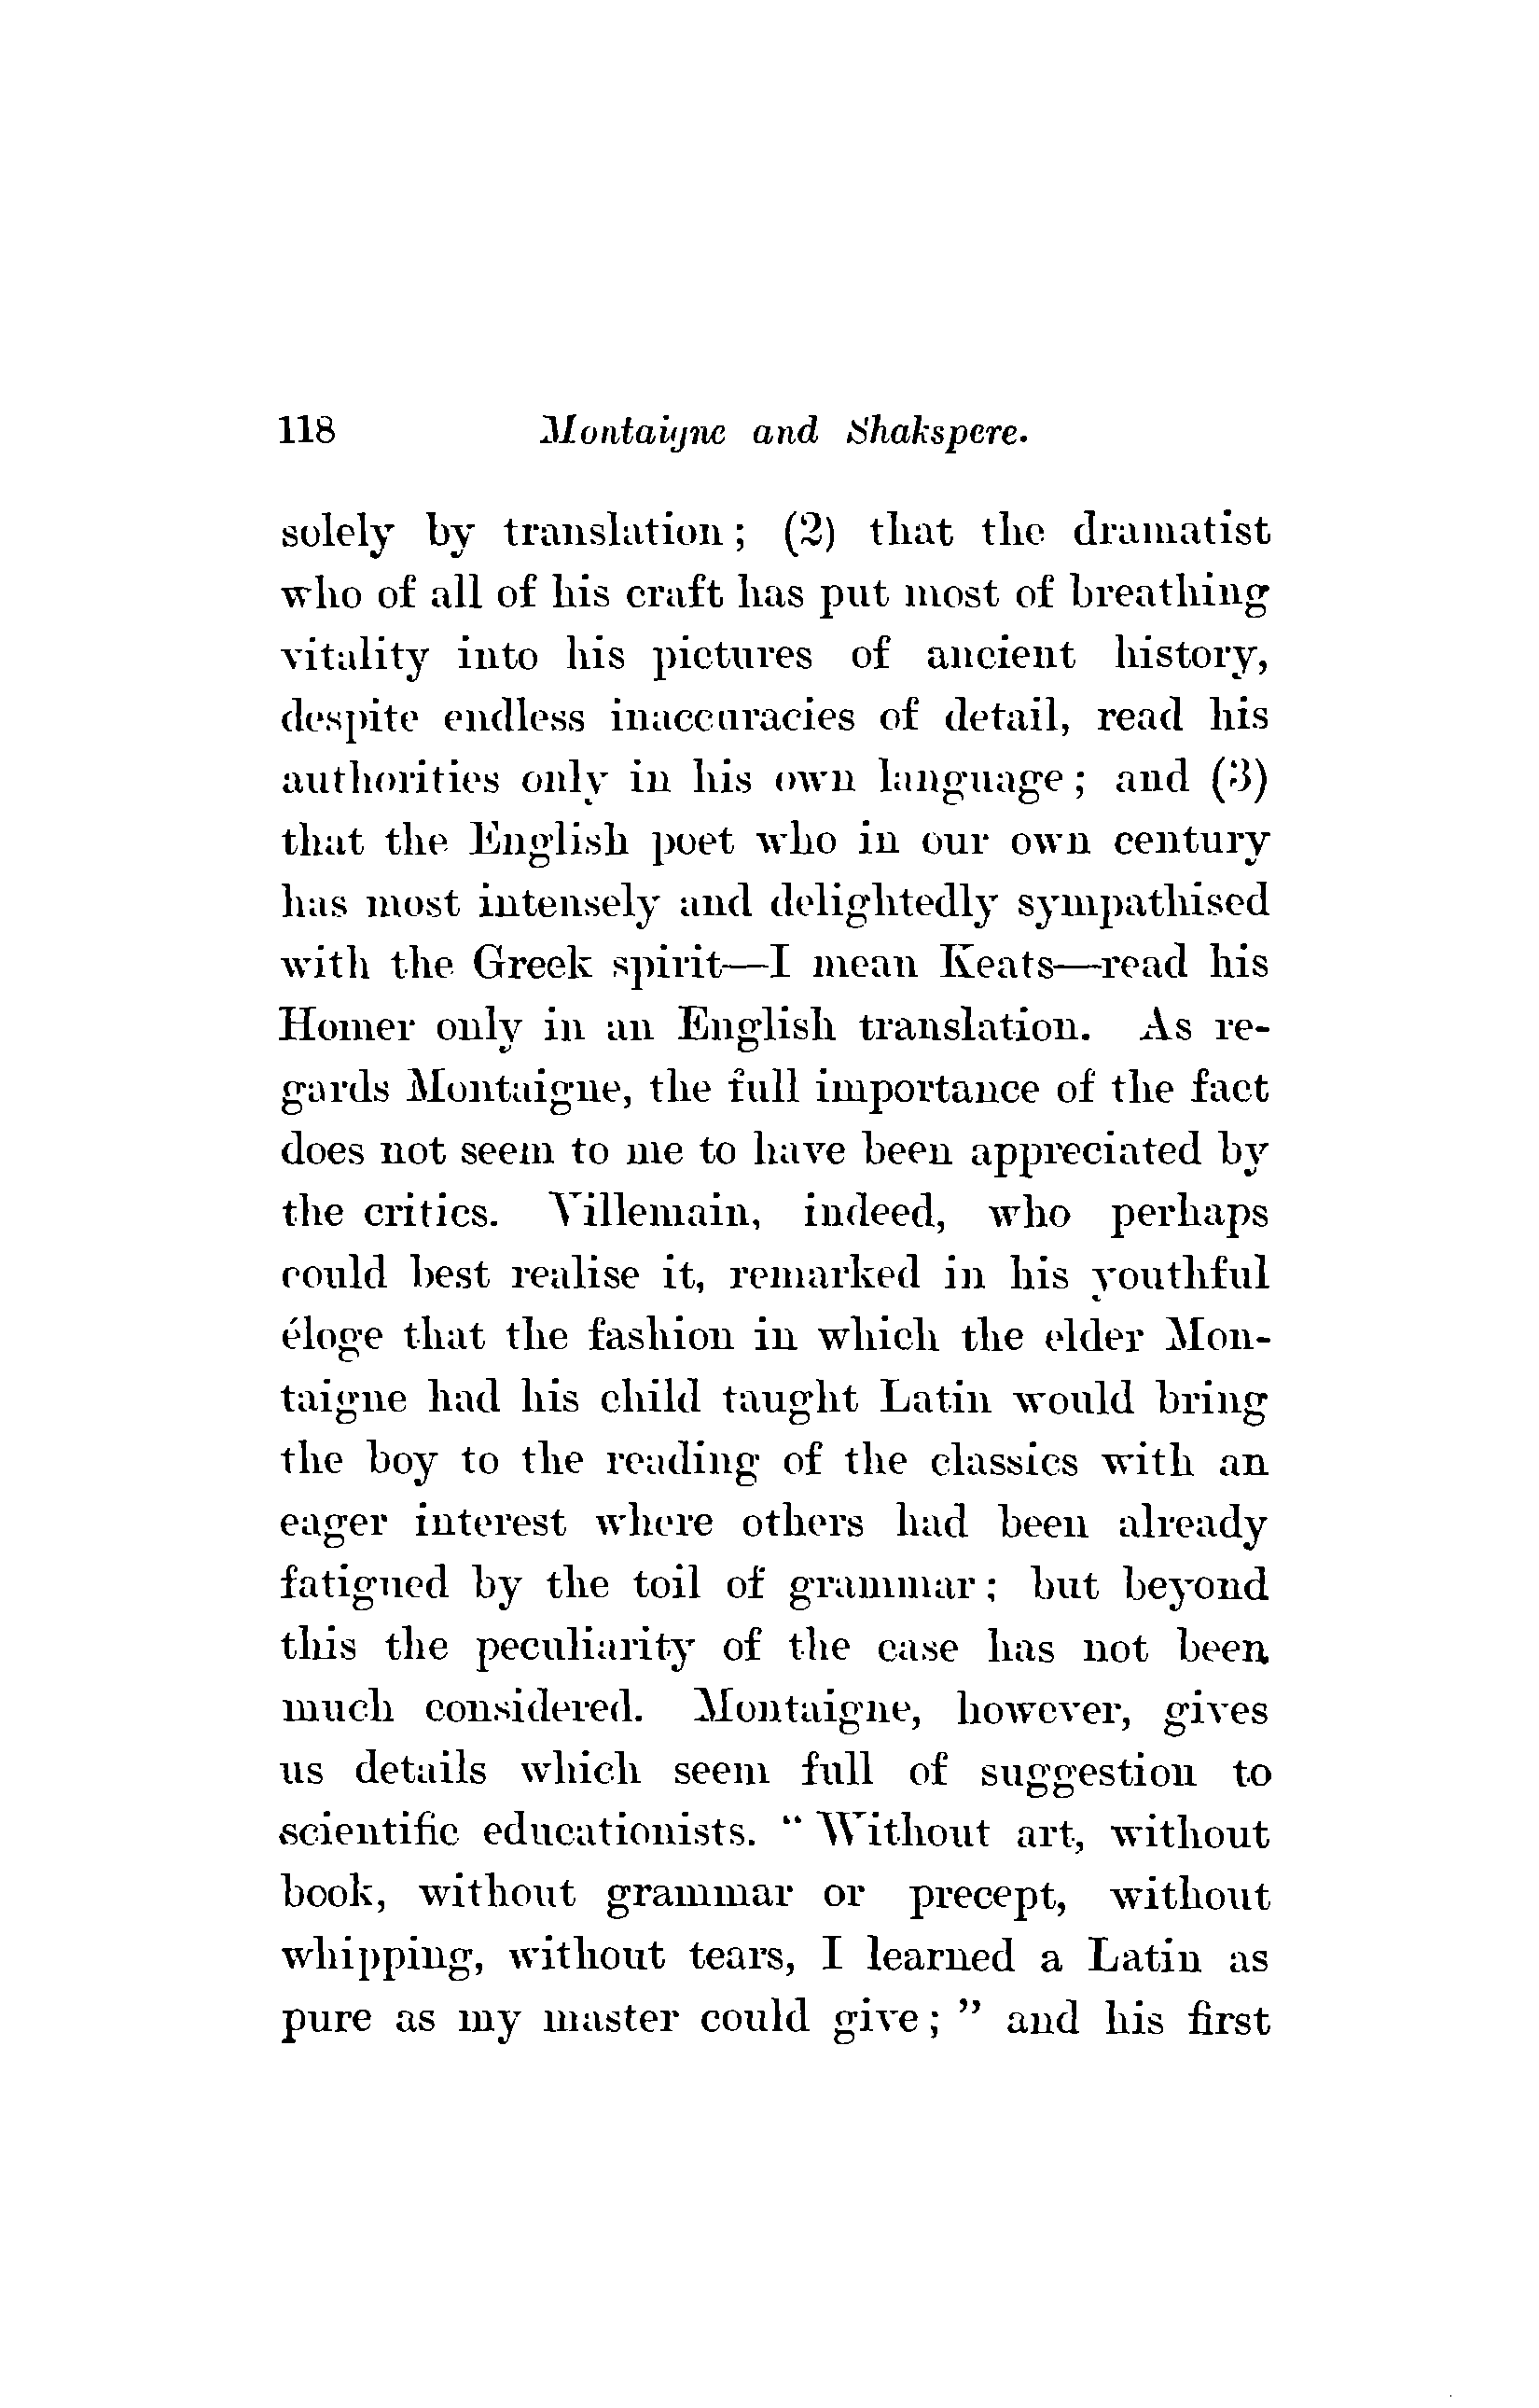 118 Montaigne and Shakspere.
solely by translation; (2) that the dramatist
who of all of his craft has put most of breathing
vitality into his pictures of ancient history,
despite endless inaccuracies of detail, read his
authorities only in his own language; and (3)
that the English poet who in our own century
has most intensely and delightedly sympathised
with the Greek spirit—I mean Keats—read his
Homer only in an English translation. As re-
gards Montaigne, the full importance of the fact
does not seem to me to have been appreciated by
the critics. Villemain, indeed, who perhaps
could best realise it, remarked in his youthful
éloge that the fashion in which the elder Mon-
taigne had his child taught Latin would bring
the boy to the reading of the classics with an
eager interest where others had been already
fatigued by the toil of grammar; but beyond
this the peculiarity of the case has not been
much considered. Montaigne, however, gives
us details which seem full of suggestion to
scientific educationists. "Without art, without
book, without grammar or precept, without
whipping, without tears, I learned a Latin as
pure as my master could give;" and his first